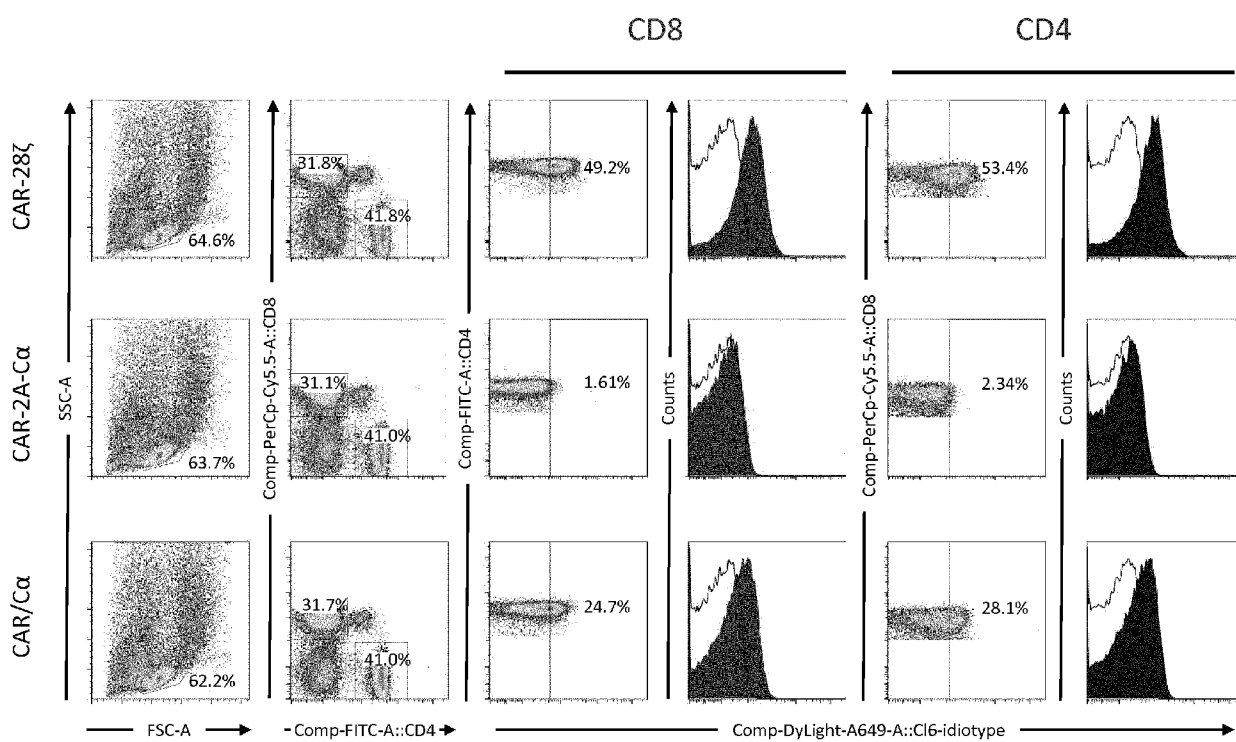 CD8
CD4
CAR-28ζ
64.6%
31.8%
41.8%
49.2%
53.4%
CAR-2A-Cα
63.7%
31.1%
41.0%
1.61%
2.34%
CAR/Cα
62.2%
31.7%
41.0%
24.7%
28.1%
SSC-A
Comp-PerCp-Cy5.5-A::CD8
Comp-FITC-A::CD4
Counts
Comp-PerCp-Cy5.5-A::CD8
Counts
FSC-A
Comp-FITC-A::CD4
Comp-DyLight-A649-A::Cl6-idiotype